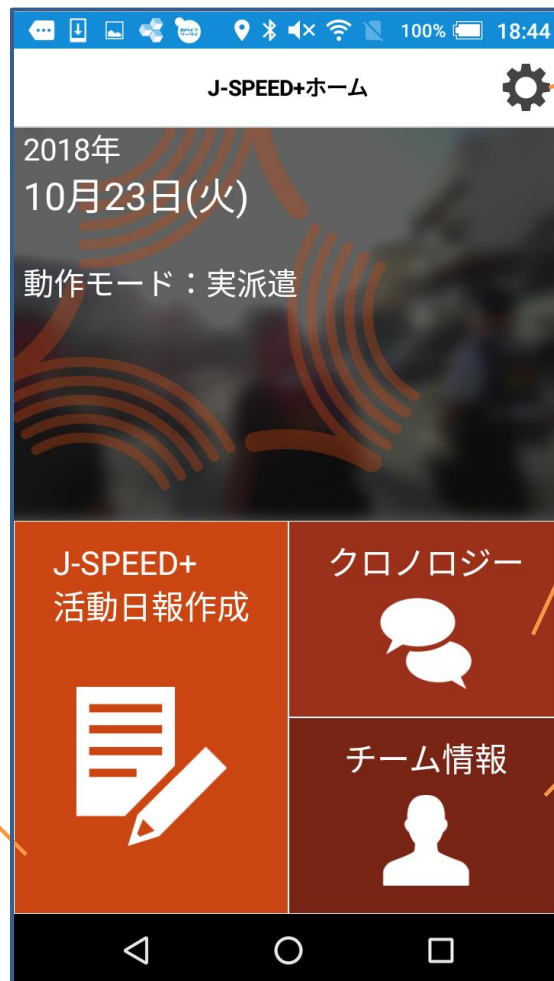 100% 18:44
J-SPEED+ホーム
2018年
10月23日(火)
動作モード：実派遣
J-SPEED+
活動日報作成
クロノロジー
チーム情報